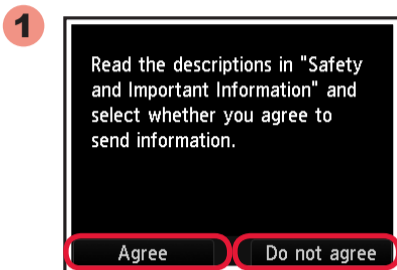 1
Read the descriptions in "Safety
and Important Information" and
select whether you agree to
send information.
Agree Do not agree